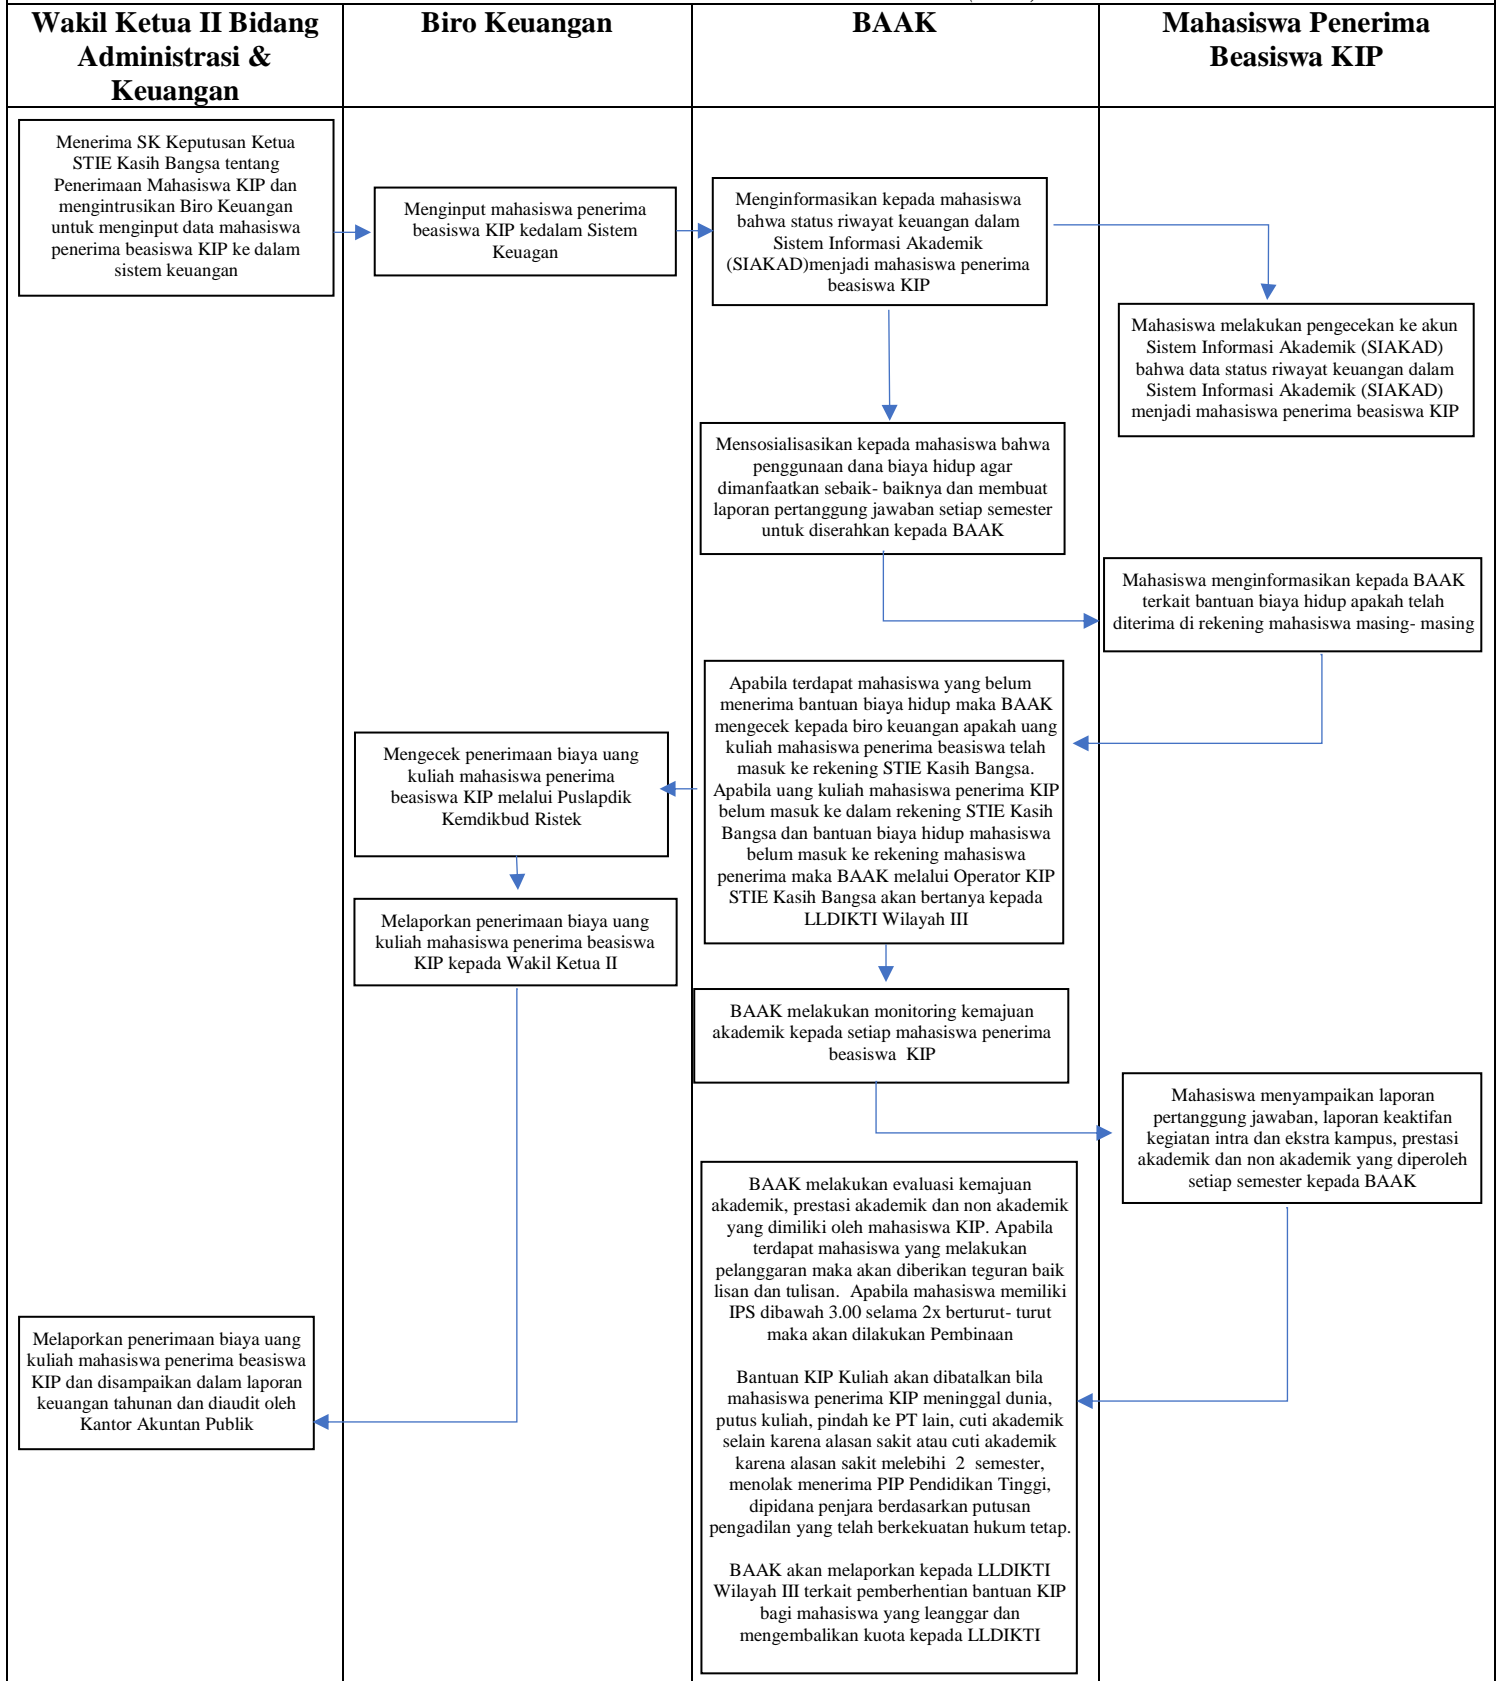 Wakil Ketua II Bidang
Administrasi &
Keuangan
Biro Keuangan
BAAK
Mahasiswa Penerima
Beasiswa KIP
Menerima SK Keputusan Ketua
STIE Kasih Bangsa tentang
Penerimaan Mahasiswa KIP dan
mengintrusikan Biro Keuangan
untuk menginput data mahasiswa
penerima beasiswa KIP ke dalam
sistem keuangan
Menginput mahasiswa penerima
beasiswa KIP kedalam Sistem
Keuagan
Menginformasikan kepada mahasiswa
bahwa status riwayat keuangan dalam
Sistem Informasi Akademik
(SIAKAD)menjadi mahasiswa penerima
beasiswa KIP
Mahasiswa melakukan pengecekan ke akun
Sistem Informasi Akademik (SIAKAD)
bahwa data status riwayat keuangan dalam
Sistem Informasi Akademik (SIAKAD)
menjadi mahasiswa penerima beasiswa KIP
Mensosialisasikan kepada mahasiswa bahwa
penggunaan dana biaya hidup agar
dimanfaatkan sebaik- baiknya dan membuat
laporan pertanggung jawaban setiap semester
untuk diserahkan kepada BAAK
Mahasiswa menginformasikan kepada BAAK
terkait bantuan biaya hidup apakah telah
diterima di rekening mahasiswa masing- masing
Apabila terdapat mahasiswa yang belum
menerima bantuan biaya hidup maka BAAK
mengecek kepada biro keuangan apakah uang
kuliah mahasiswa penerima beasiswa telah
masuk ke rekening STIE Kasih Bangsa.
Apabila uang kuliah mahasiswa penerima KIP
belum masuk ke dalam rekening STIE Kasih
Bangsa dan bantuan biaya hidup mahasiswa
belum masuk ke rekening mahasiswa
penerima maka BAAK melalui Operator KIP
STIE Kasih Bangsa akan bertanya kepada
LLDIKTI Wilayah III
Mengecek penerimaan biaya uang
kuliah mahasiswa penerima
beasiswa KIP melalui Puslapdik
Kemdikbud Ristek
Melaporkan penerimaan biaya uang
kuliah mahasiswa penerima beasiswa
KIP kepada Wakil Ketua II
BAAK melakukan monitoring kemajuan
akademik kepada setiap mahasiswa penerima
beasiswa KIP
Mahasiswa menyampaikan laporan
pertanggung jawaban, laporan keaktifan
kegiatan intra dan ekstra kampus, prestasi
akademik dan non akademik yang diperoleh
setiap semester kepada BAAK
BAAK melakukan evaluasi kemajuan
akademik, prestasi akademik dan non akademik
yang dimiliki oleh mahasiswa KIP. Apabila
terdapat mahasiswa yang melakukan
pelanggaran maka akan diberikan teguran baik
lisan dan tulisan. Apabila mahasiswa memiliki
IPS dibawah 3.00 selama 2x berturut- turut
maka akan dilakukan Pembinaan
Bantuan KIP Kuliah akan dibatalkan bila
mahasiswa penerima KIP meninggal dunia,
putus kuliah, pindah ke PT lain, cuti akademik
selain karena alasan sakit atau cuti akademik
karena alasan sakit melebihi 2 semester,
menolak menerima PIP Pendidikan Tinggi,
dipidana penjara berdasarkan putusan
pengadilan yang telah berkekuatan hukum tetap.
BAAK akan melaporkan kepada LLDIKTI
Wilayah III terkait pemberhentian bantuan KIP
bagi mahasiswa yang leanggar dan
mengembalikan kuota kepada LLDIKTI
Melaporkan penerimaan biaya uang
kuliah mahasiswa penerima beasiswa
KIP dan disampaikan dalam laporan
keuangan tahunan dan diaudit oleh
Kantor Akuntan Publik